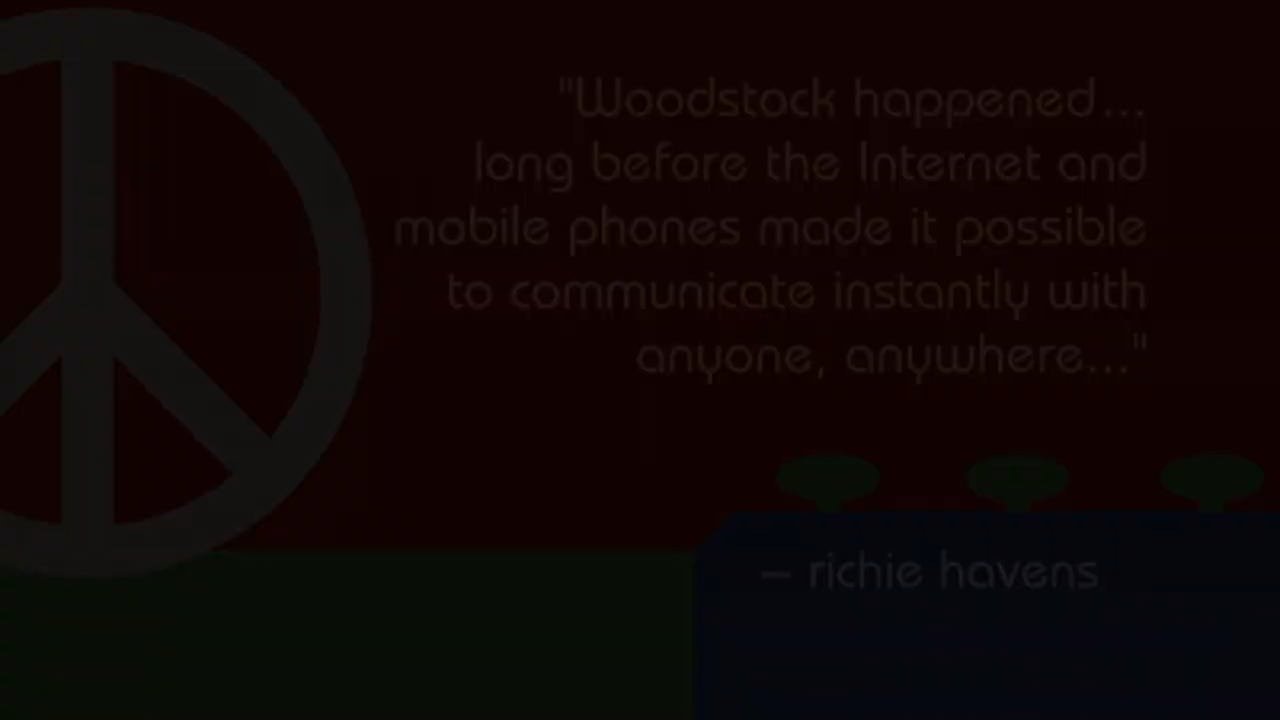 "Woodstock happened...
long before the Internet and
mobile phones made it possible
to communicate instantly with
anyone, anywhere..."
– richie havens